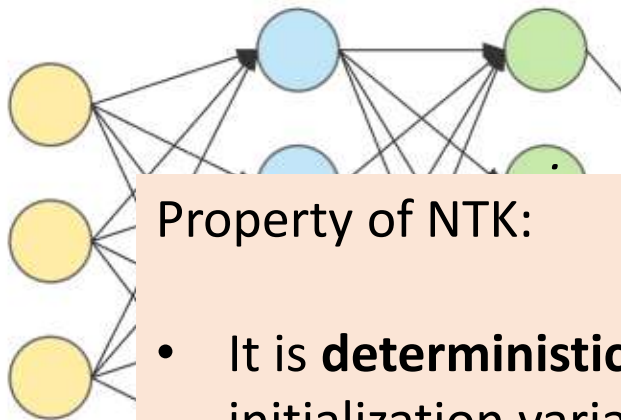 Property of NTK:
• It is deterministic
initialization varia